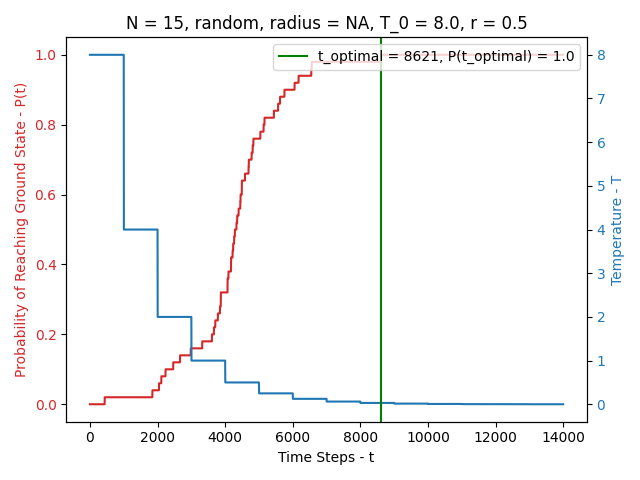 N = 15, random, radius = NA, T_0 = 8.0, r = 0.5
t_optimal = 8621, P(t_optimal) = 1.0
Probability of Reaching Ground State - P(t)
1.0
0.8
0.6
0.4
0.2
0.0
8
7
6
5
4
3
2
1
0
Temperature - T
0 2000 4000 6000 8000 10000 12000 14000
Time Steps - t